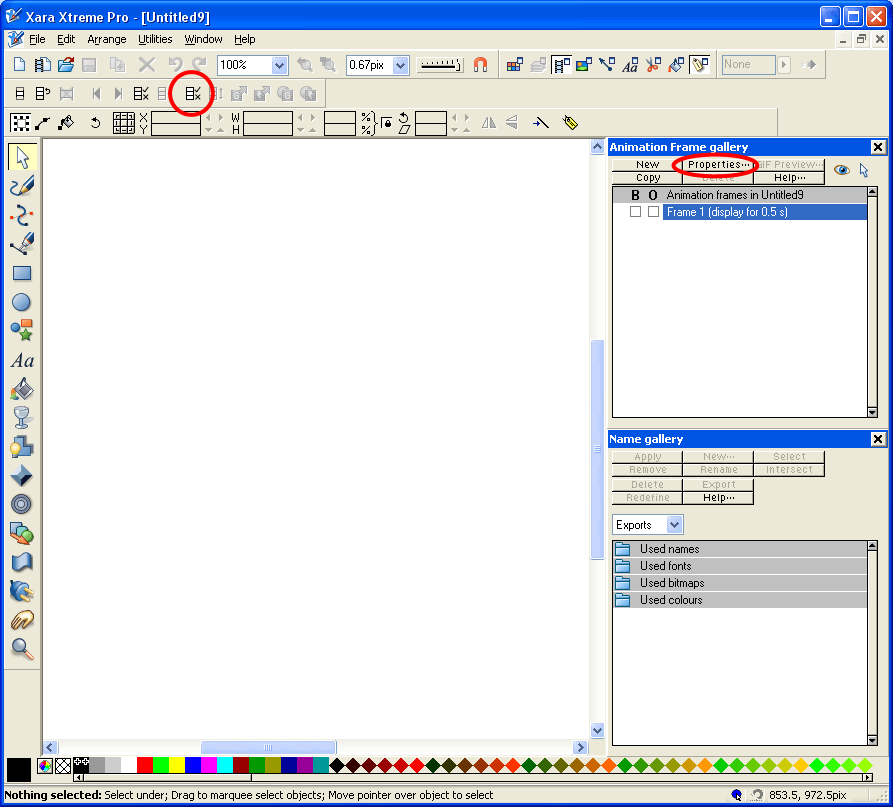 Xara Xtreme Pro - [Untitled9]
File Edit Arrange Utilities Window Help
100% 0.67pix None
X Y W H % %
Animation Frame gallery
New Properties... GIF Preview...
Copy Delete Help...
B O Animation frames in Untitled9
Frame 1 (display for 0.5 s)
Aa
Name gallery
Apply New... Select
Remove Rename Intersect
Delete Export
Redefine Help...
Exports
Used names
Used fonts
Used bitmaps
Used colours
Nothing selected: Select under; Drag to marquee select objects; Move pointer over object to select 853.5, 972.5pix